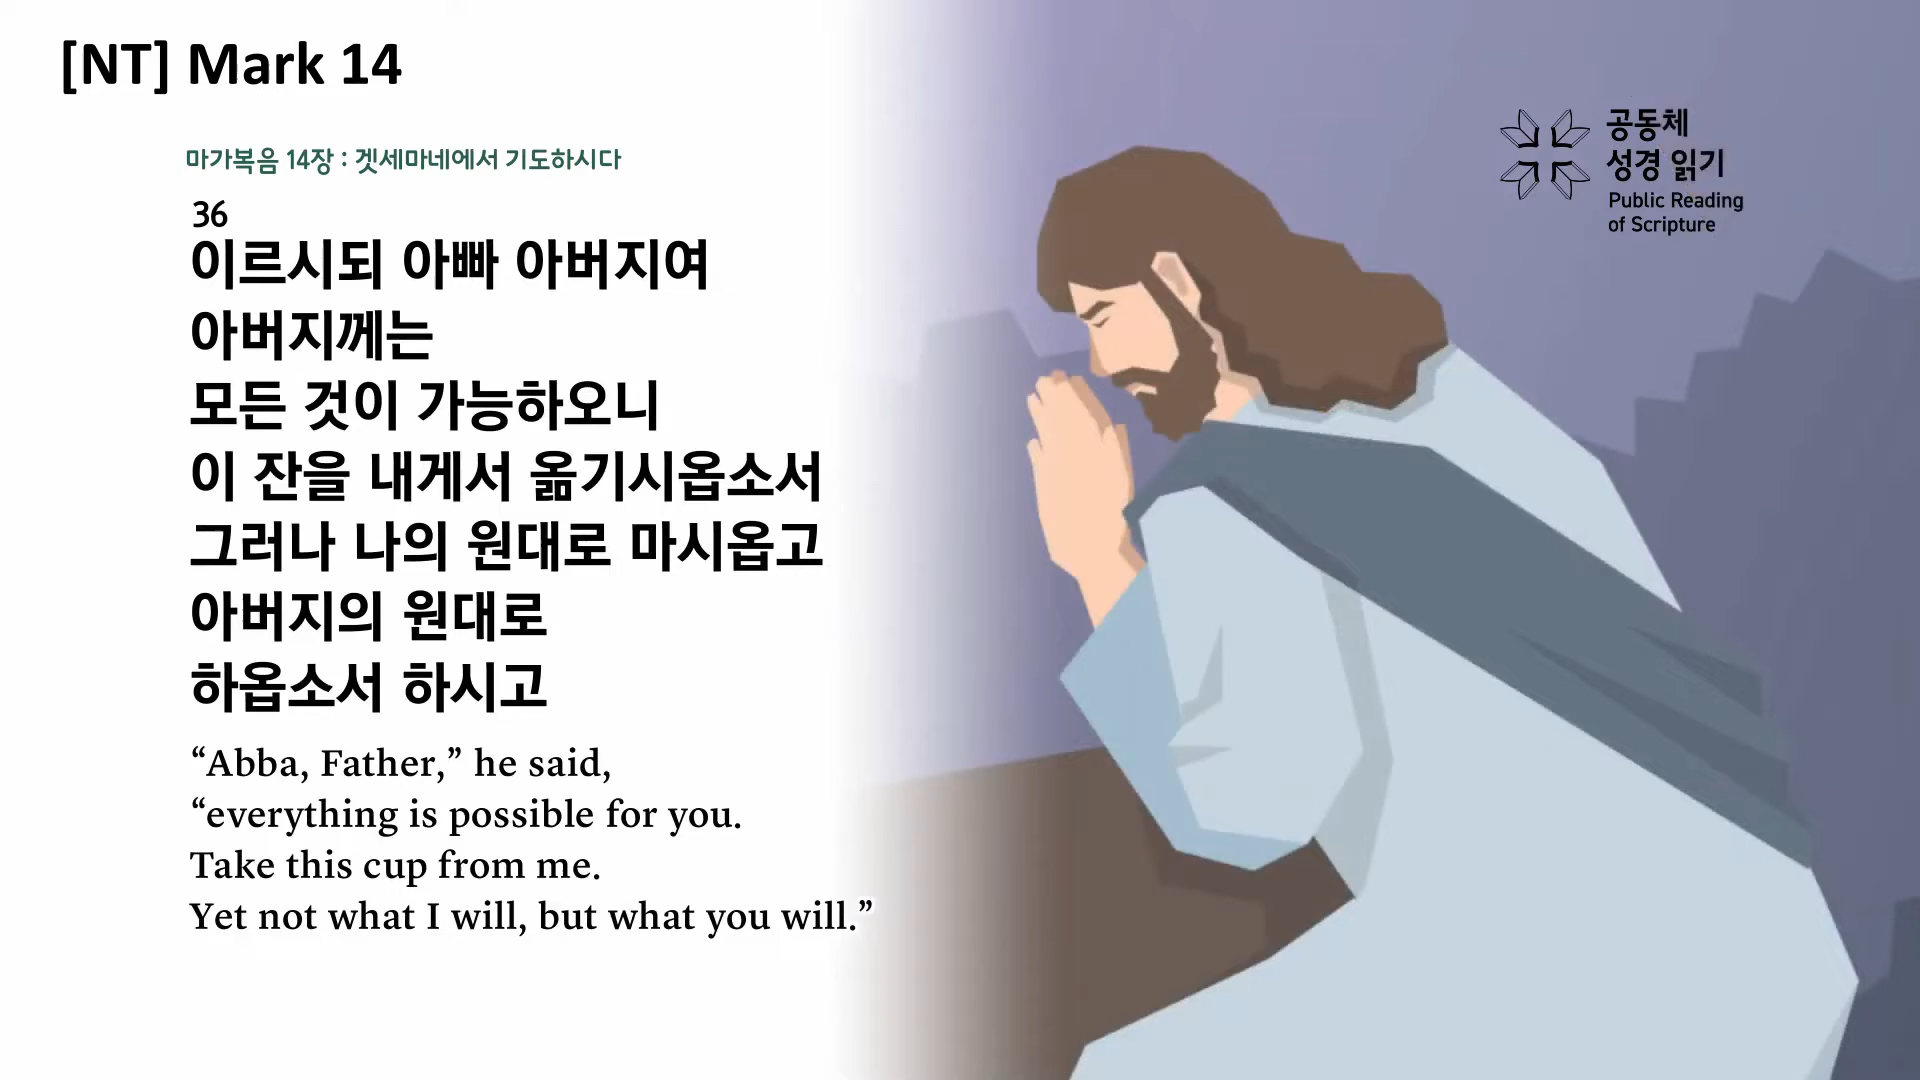 [NT] Mark 14
마가복음 14장 : 겟세마네에서 기도하시다
36
이르시되 아빠 아버지여
아버지께는
모든 것이 가능하오니
이 잔을 내게서 옮기시옵소서
그러나 나의 원대로 마시옵고
아버지의 원대로
하옵소서 하시고
“Abba, Father,” he said,
“everything is possible for you.
Take this cup from me.
Yet not what I will, but what you will.”
공동체
성경 읽기
Public Reading
of Scripture